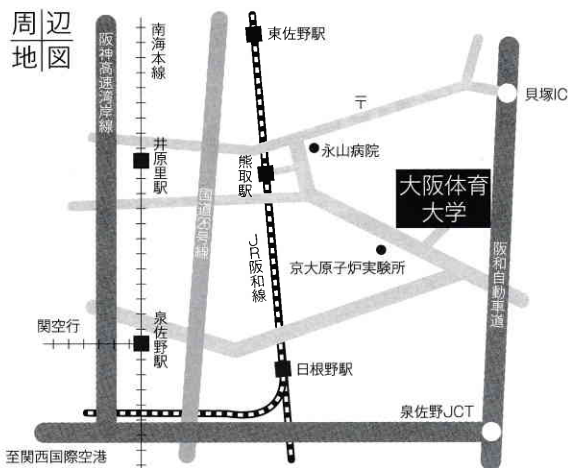 周辺
地図
阪神高速湾岸線
南海本線
東佐野駅
〒
貝塚IC
井原里駅
永山病院
熊取駅
国道26号線
大阪体育
大学
JR阪和線
京大原子炉実験所
阪和自動車道
関空行
泉佐野駅
日根野駅
泉佐野JCT
至関西国際空港